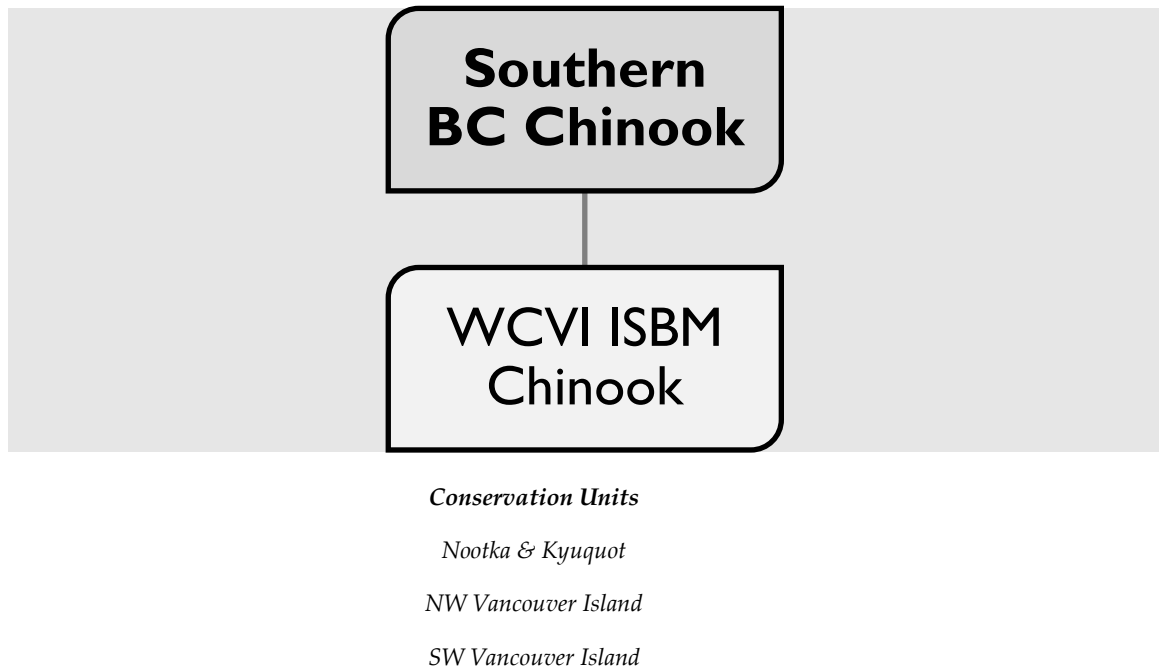 Southern
BC Chinook
WCVI ISBM
Chinook
Conservation Units
Nootka & Kyuquot
NW Vancouver Island
SW Vancouver Island